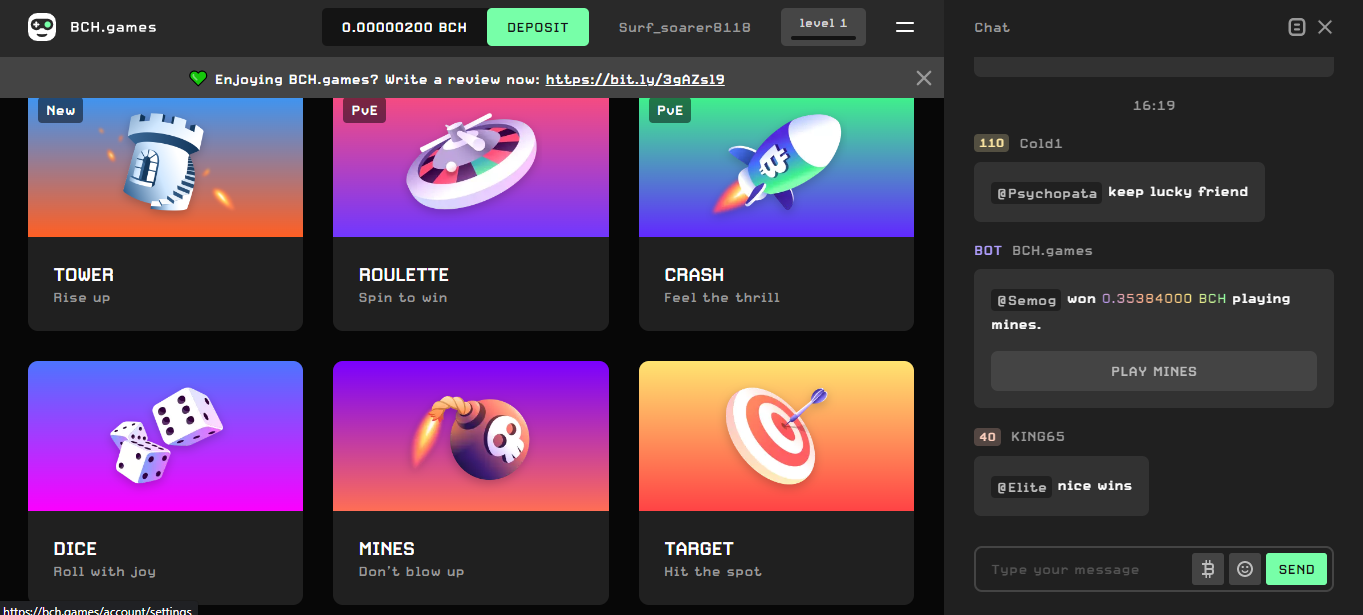 BCH.games
0.00000200 BCH
DEPOSIT
Surf_soarer8118
level 1
Enjoying BCH.games? Write a review now: https://bit.ly/3gAZsl9
New
PvE
PvE
TOWER
Rise up
ROULETTE
Spin to win
CRASH
Feel the thrill
DICE
Roll with joy
MINES
Don't blow up
TARGET
Hit the spot
https://bch.games/account/settings
Chat
16:19
110 Cold1
@Psychopata keep lucky friend
BOT BCH.games
@Semog won 0.35384000 BCH playing
mines.
PLAY MINES
40 KING65
@Elite nice wins
Type your message
SEND